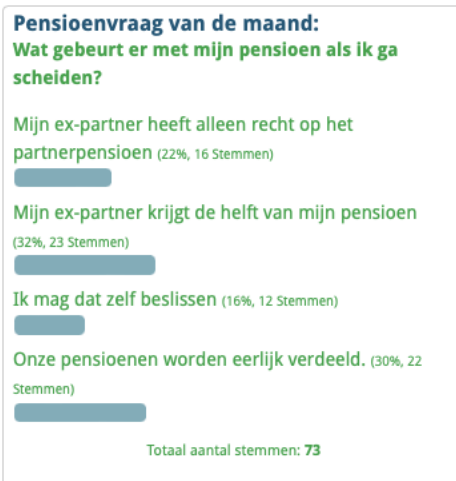 Pensioenvraag van de maand:
Wat gebeurt er met mijn pensioen als ik ga
scheiden?
Mijn ex-partner heeft alleen recht op het
partnerpensioen (22%, 16 Stemmen)
Mijn ex-partner krijgt de helft van mijn pensioen
(32%, 23 Stemmen)
Ik mag dat zelf beslissen (16%, 12 Stemmen)
Onze pensioenen worden eerlijk verdeeld. (30%, 22
Stemmen)
Totaal aantal stemmen: 73